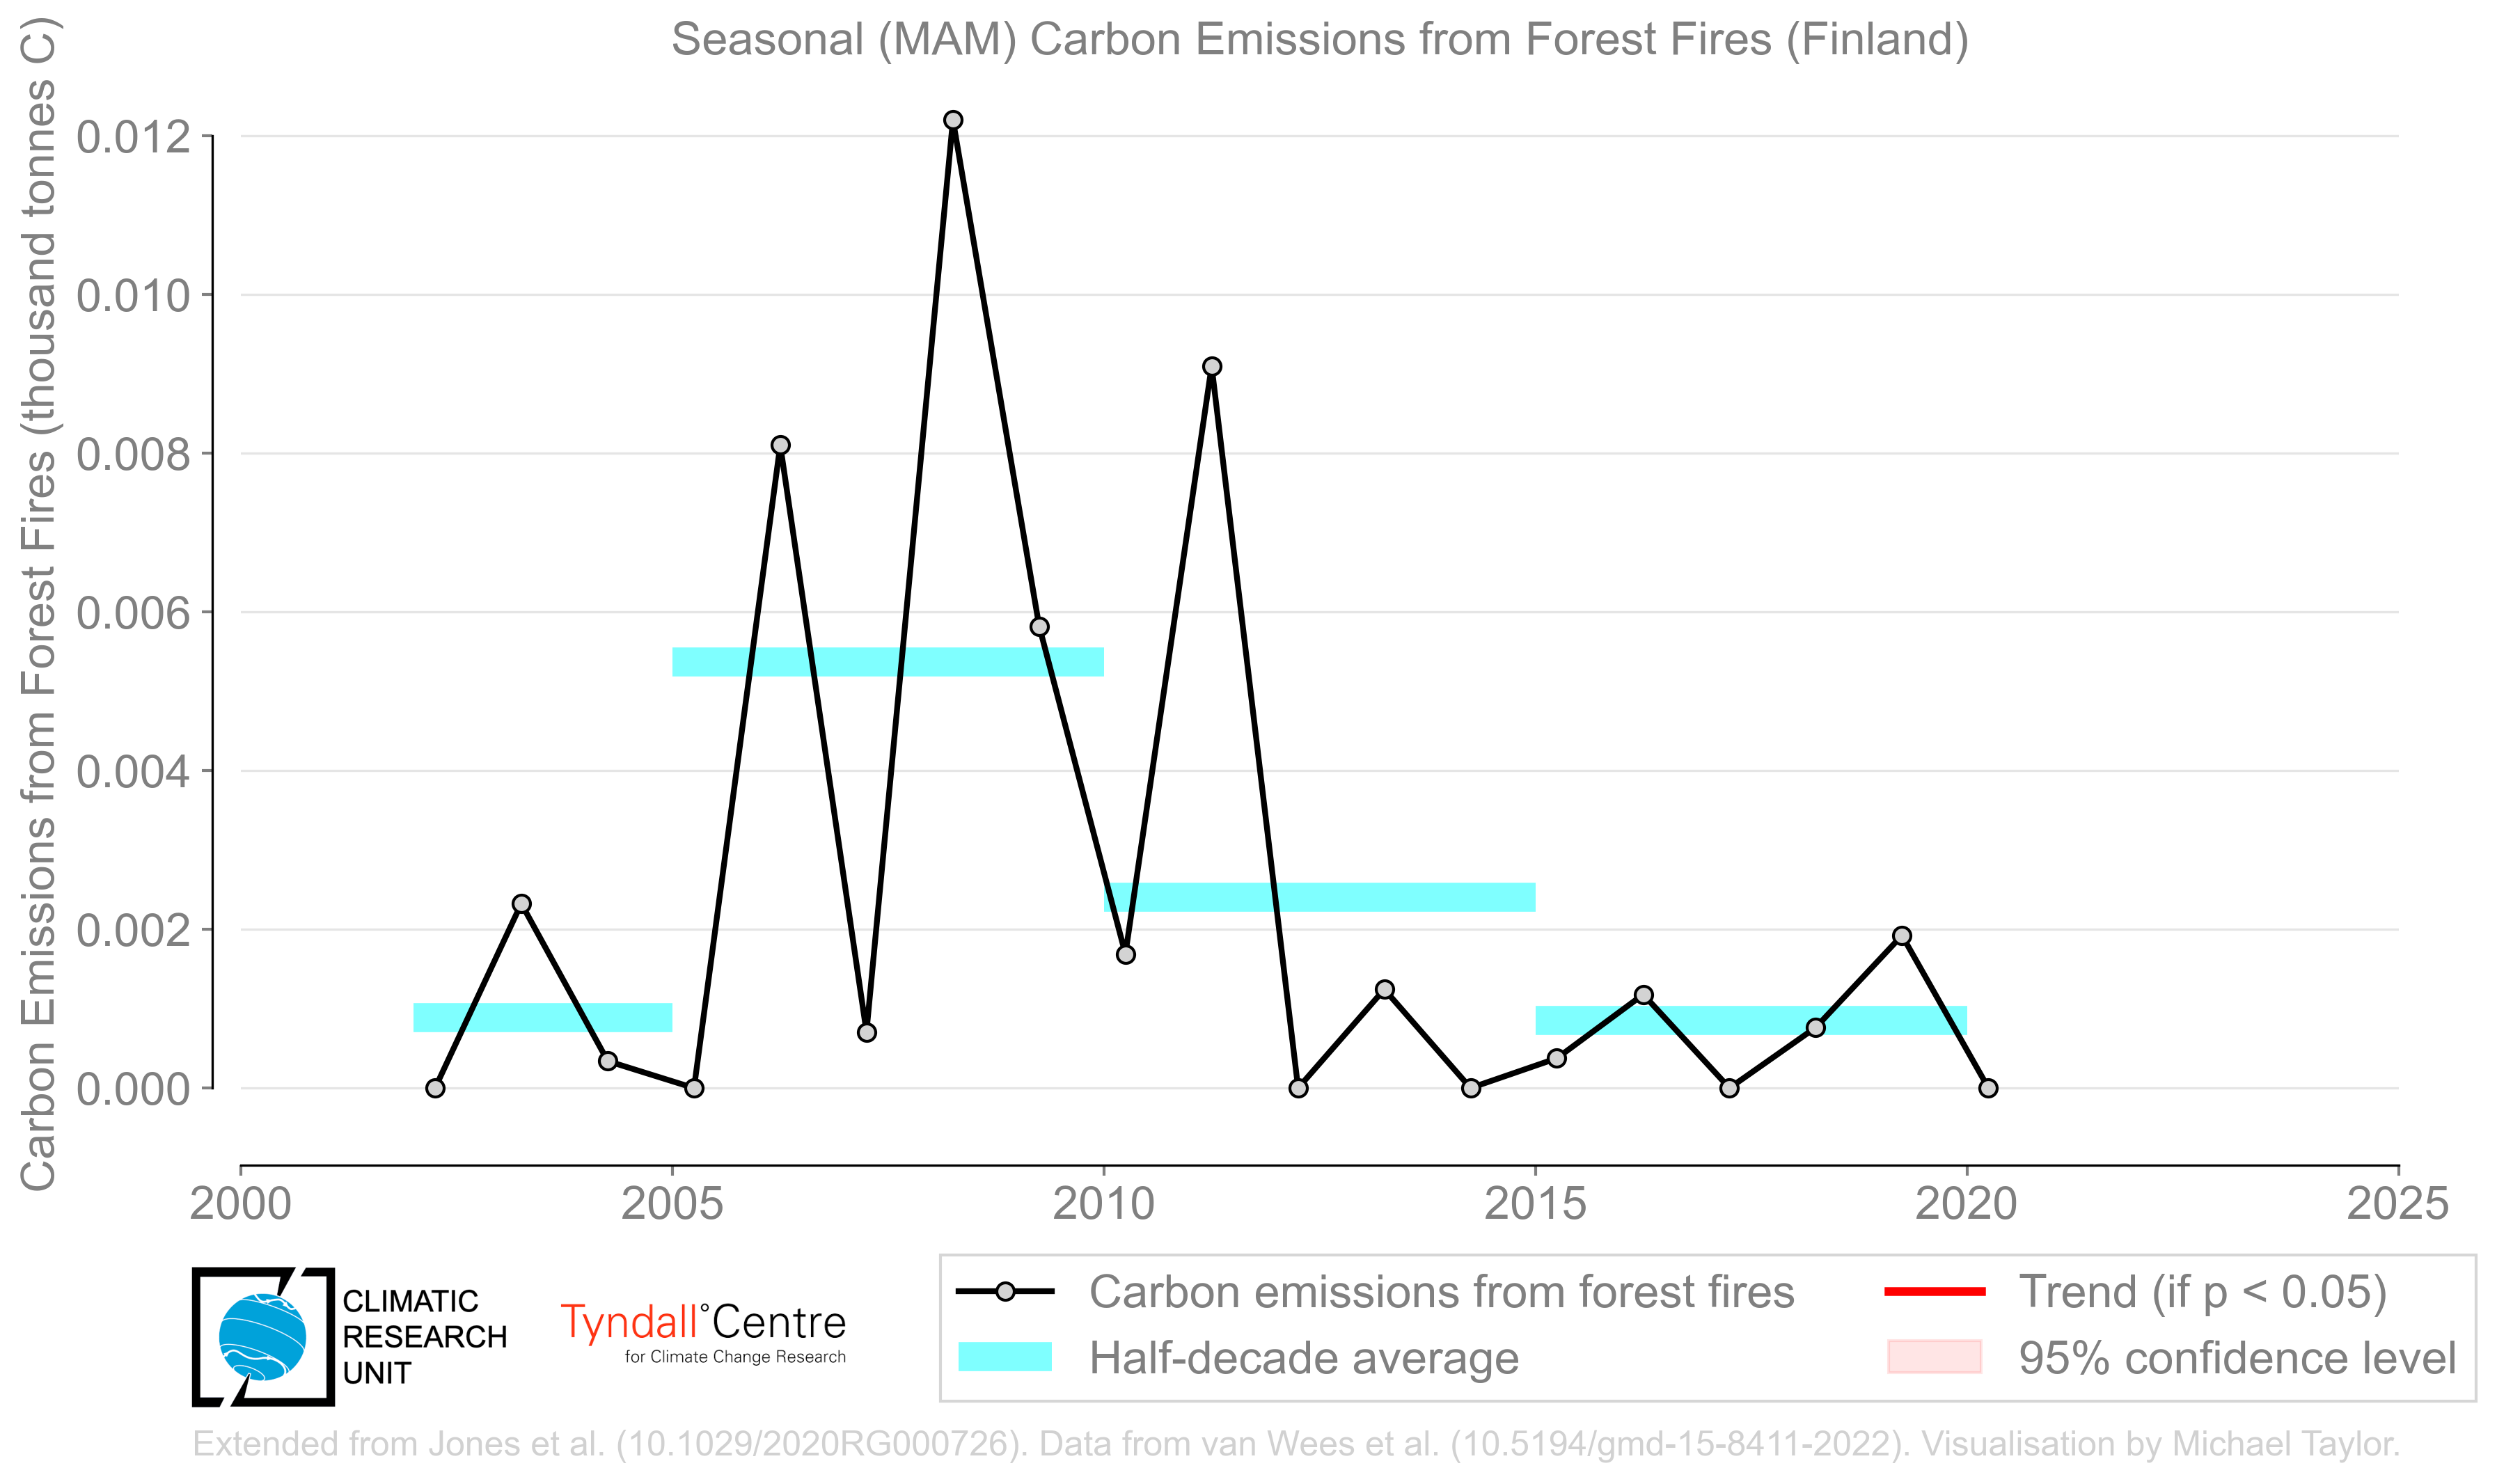 Seasonal (MAM) Carbon Emissions from Forest Fires (Finland)
Carbon Emissions from Forest Fires (thousand tonnes C)
0.012
0.010
0.008
0.006
0.004
0.002
0.000
2000 2005 2010 2015 2020 2025
CLIMATIC
RESEARCH
UNIT
Tyndall°Centre
for Climate Change Research
Carbon emissions from forest fires
Half-decade average
Trend (if p < 0.05)
95% confidence level
Extended from Jones et al. (10.1029/2020RG000726). Data from van Wees et al. (10.5194/gmd-15-8411-2022). Visualisation by Michael Taylor.